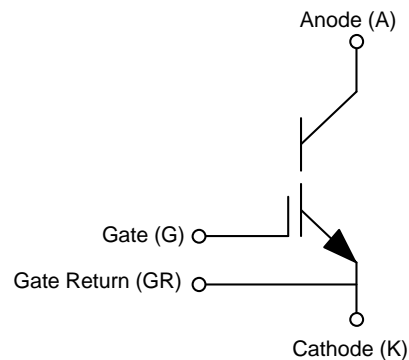 Anode (A)
Gate (G)
Gate Return (GR)
Cathode (K)